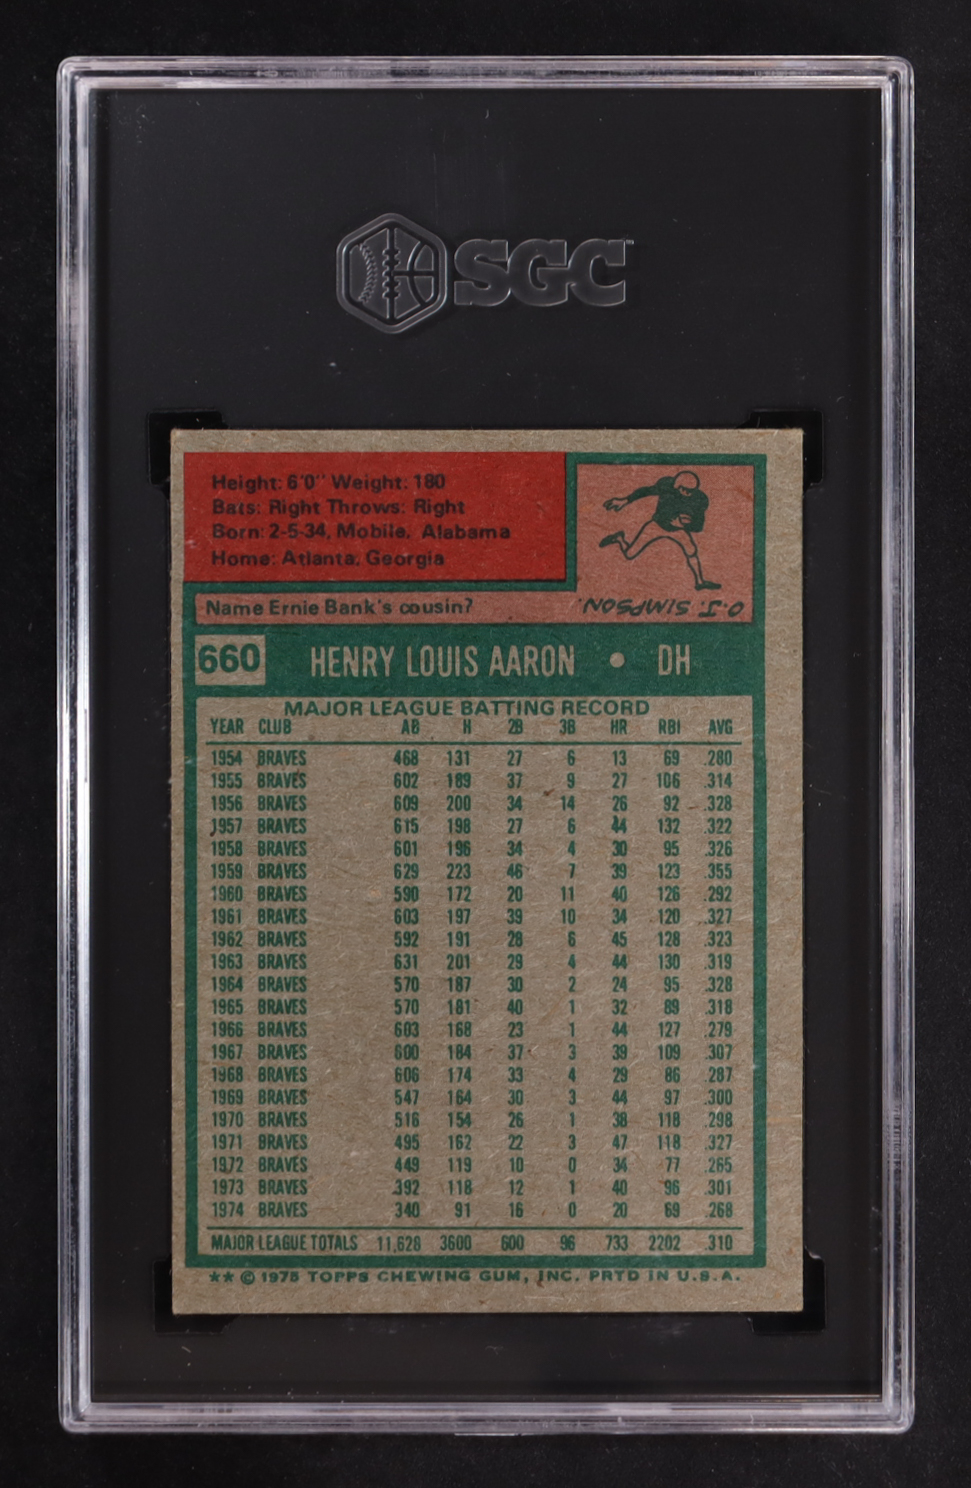 SGC
Height: 6'0" Weight: 180
Bats: Right Throws: Right
Born: 2-5-34, Mobile, Alabama
Home: Atlanta, Georgia
Name Ernie Bank's cousin?
O.J. SIMPSON.
660 HENRY LOUIS AARON • DH
MAJOR LEAGUE BATTING RECORD
YEAR CLUB AB H 2B 3B HR RBI AVG
1954 BRAVES 468 131 27 6 13 69 .280
1955 BRAVES 602 189 37 9 27 106 .314
1956 BRAVES 609 200 34 14 26 92 .328
1957 BRAVES 615 198 27 6 44 132 .322
1958 BRAVES 601 196 34 4 30 95 .326
1959 BRAVES 629 223 46 7 39 123 .355
1960 BRAVES 590 172 20 11 40 126 .292
1961 BRAVES 603 197 39 10 34 120 .327
1962 BRAVES 592 191 28 6 45 128 .323
1963 BRAVES 631 201 29 4 44 130 .319
1964 BRAVES 570 187 30 2 24 95 .328
1965 BRAVES 570 181 40 1 32 89 .318
1966 BRAVES 603 168 23 1 44 127 .279
1967 BRAVES 600 184 37 3 39 109 .307
1968 BRAVES 606 174 33 4 29 86 .287
1969 BRAVES 547 164 30 3 44 97 .300
1970 BRAVES 516 154 26 1 38 118 .298
1971 BRAVES 495 162 22 3 47 118 .327
1972 BRAVES 449 119 10 0 34 77 .265
1973 BRAVES 392 118 12 1 40 96 .301
1974 BRAVES 340 91 16 0 20 69 .268
MAJOR LEAGUE TOTALS 11,628 3600 600 96 733 2202 .310
★★ © 1975 TOPPS CHEWING GUM, INC. PRTD IN U.S.A.